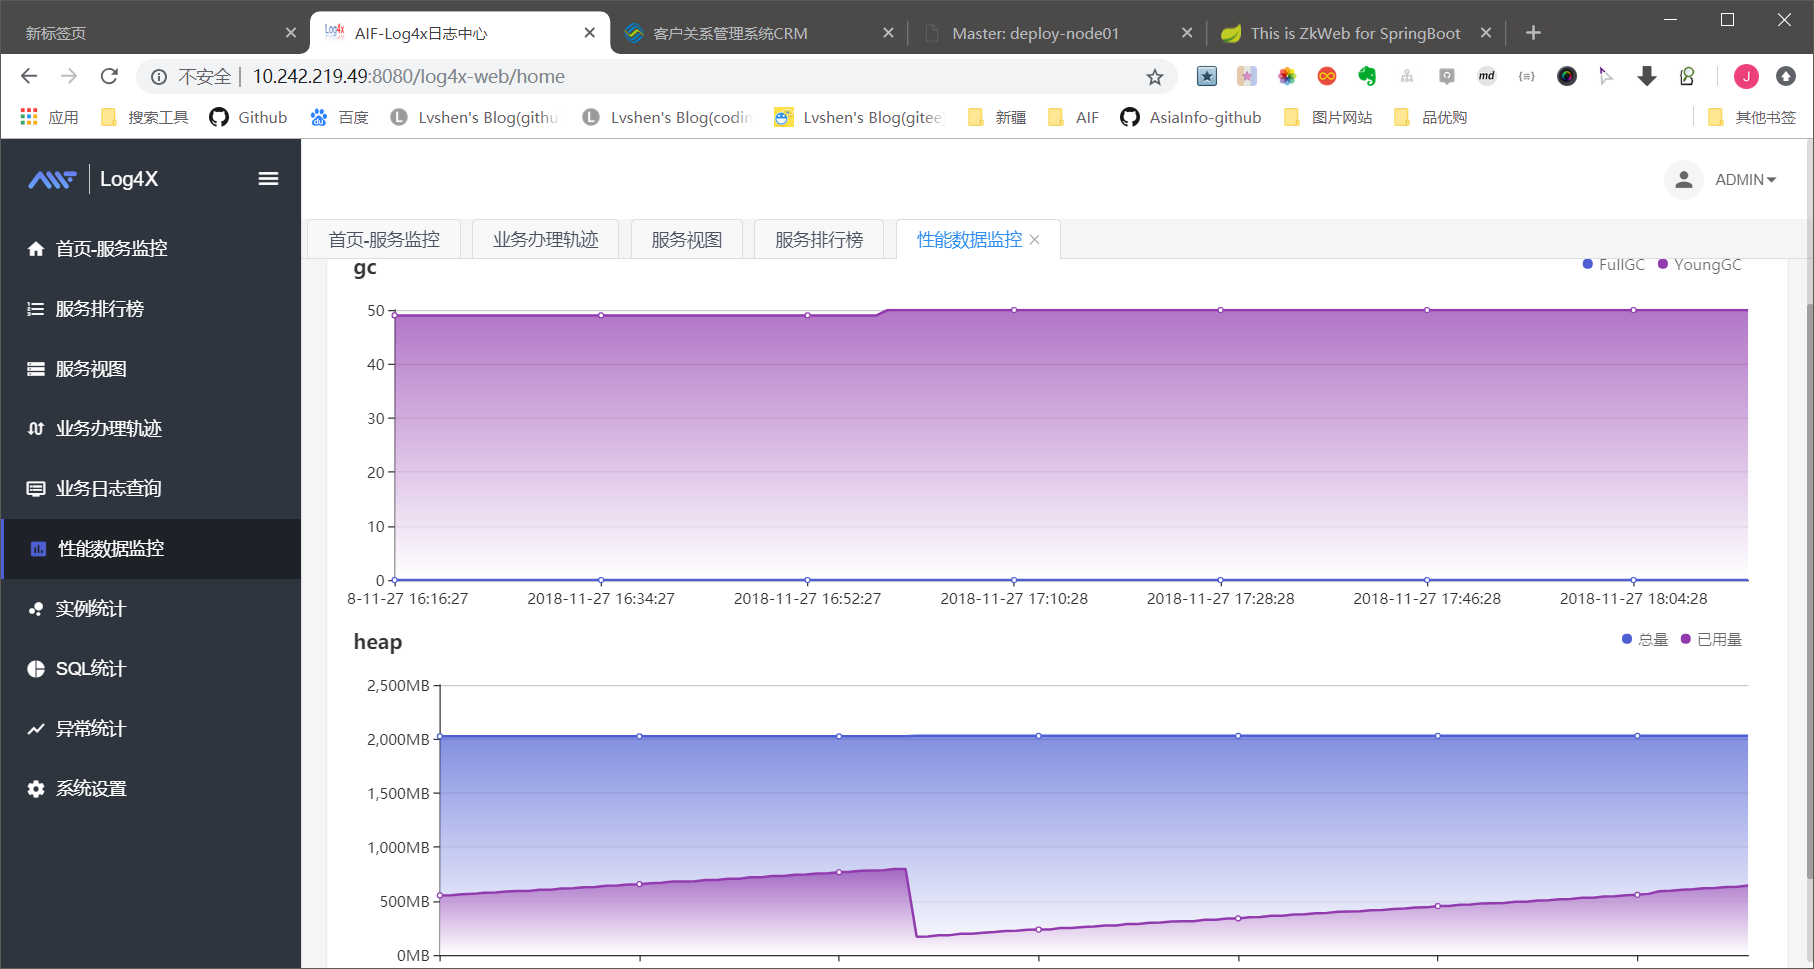 新标签页
AIF-Log4x日志中心
客户关系管理系统CRM
Master: deploy-node01
This is ZkWeb for SpringBoot
不安全 | 10.242.219.49:8080/log4x-web/home
md
{≡}
J
应用
搜索工具
Github
百度
L
Lvshen's Blog(githu
L
Lvshen's Blog(codin
Lvshen's Blog(gitee
新疆
AIF
AsiaInfo-github
图片网站
品优购
其他书签
Log4X
ADMIN
首页-服务监控
服务排行榜
服务视图
业务办理轨迹
业务日志查询
性能数据监控
实例统计
SQL统计
异常统计
系统设置
首页-服务监控
业务办理轨迹
服务视图
服务排行榜
性能数据监控
gc
FullGC
YoungGC
50
40
30
20
10
0
8-11-27 16:16:27
2018-11-27 16:34:27
2018-11-27 16:52:27
2018-11-27 17:10:28
2018-11-27 17:28:28
2018-11-27 17:46:28
2018-11-27 18:04:28
heap
总量
已用量
2,500MB
2,000MB
1,500MB
1,000MB
500MB
0MB